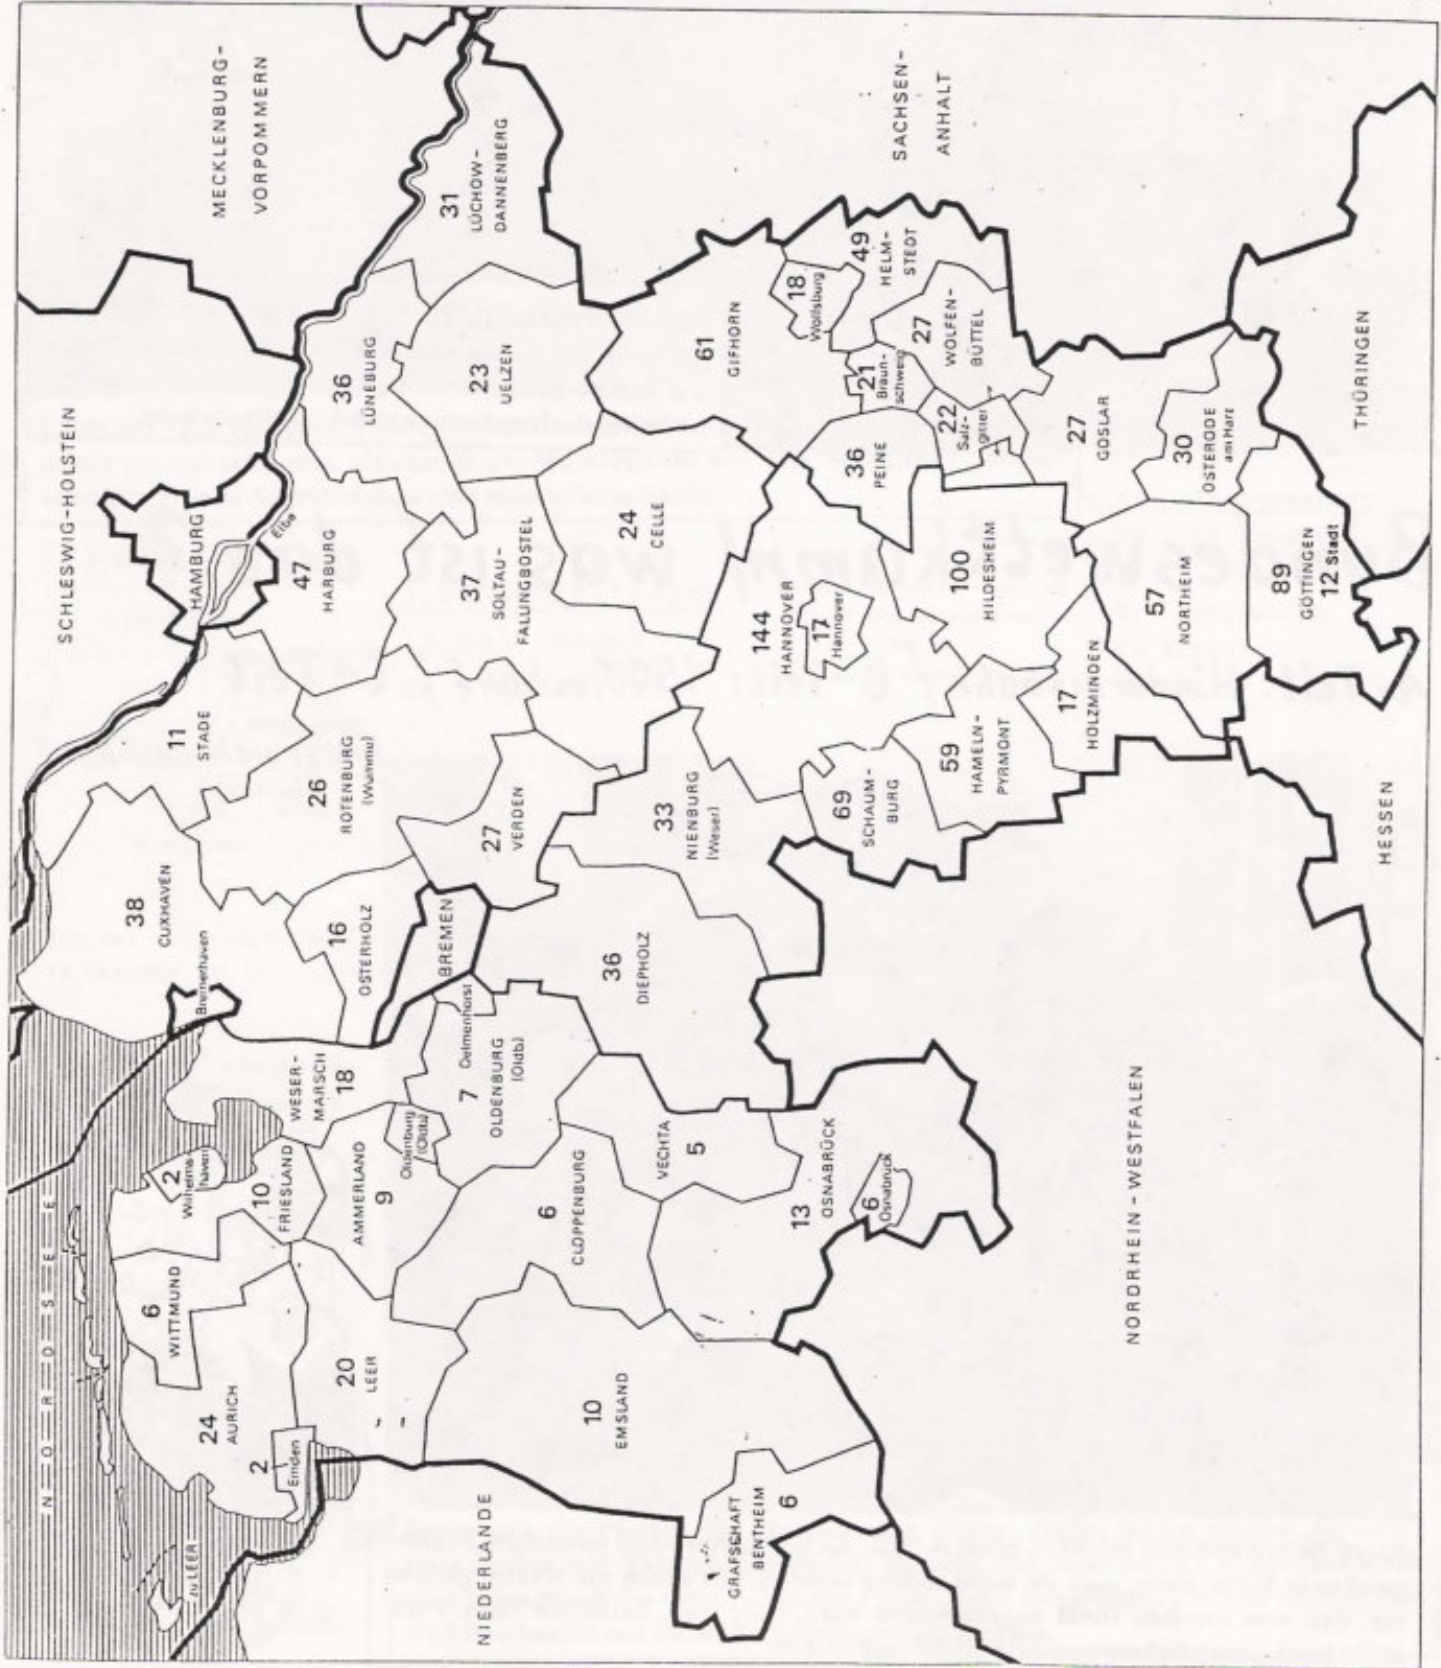 SCHLESWIG-HOLSTEIN
MECKLENBURG-
VORPOMMERN
N O R D S E E
zu LEER
38
CUXHAVEN
Bremerhaven
11
STADE
HAMBURG
Elbe
2
Wilhelms-
haven
6
WITTMUND
24
AURICH
2
Emden
10
FRIESLAND
WESER-
MARSCH
18
16
OSTERHOLZ
26
ROTENBURG
(Wümme)
47
HARBURG
36
LÜNEBURG
31
LÜCHOW-
DANNENBERG
20
LEER
AMMERLAND
9
Oldenburg
(Oldb)
7
Delmenhorst
OLDENBURG
(Oldb)
BREMEN
27
VERDEN
37
SOLTAU-
FALLINGBOSTEL
23
UELZEN
NIEDERLANDE
10
EMSLAND
6
CLOPPENBURG
VECHTA
5
36
DIEPHOLZ
33
NIENBURG
(Weser)
24
CELLE
61
GIFHORN
GRAFSCHAFT
BENTHEIM
6
13
OSNABRÜCK
6
Osnabrück
69
SCHAUM-
BURG
144
HANNOVER
17
Hannover
36
PEINE
21
Braun-
schweig
18
Wolfsburg
49
HELM-
STEDT
SACHSEN-
ANHALT
59
HAMELN-
PYRMONT
100
HILDESHEIM
22
Salz-
gitter
27
WOLFEN-
BÜTTEL
17
HOLZMINDEN
57
NORTHEIM
27
GOSLAR
30
OSTERODE
am Harz
NORDRHEIN-WESTFALEN
HESSEN
89
GÖTTINGEN
12 Stadt
THÜRINGEN